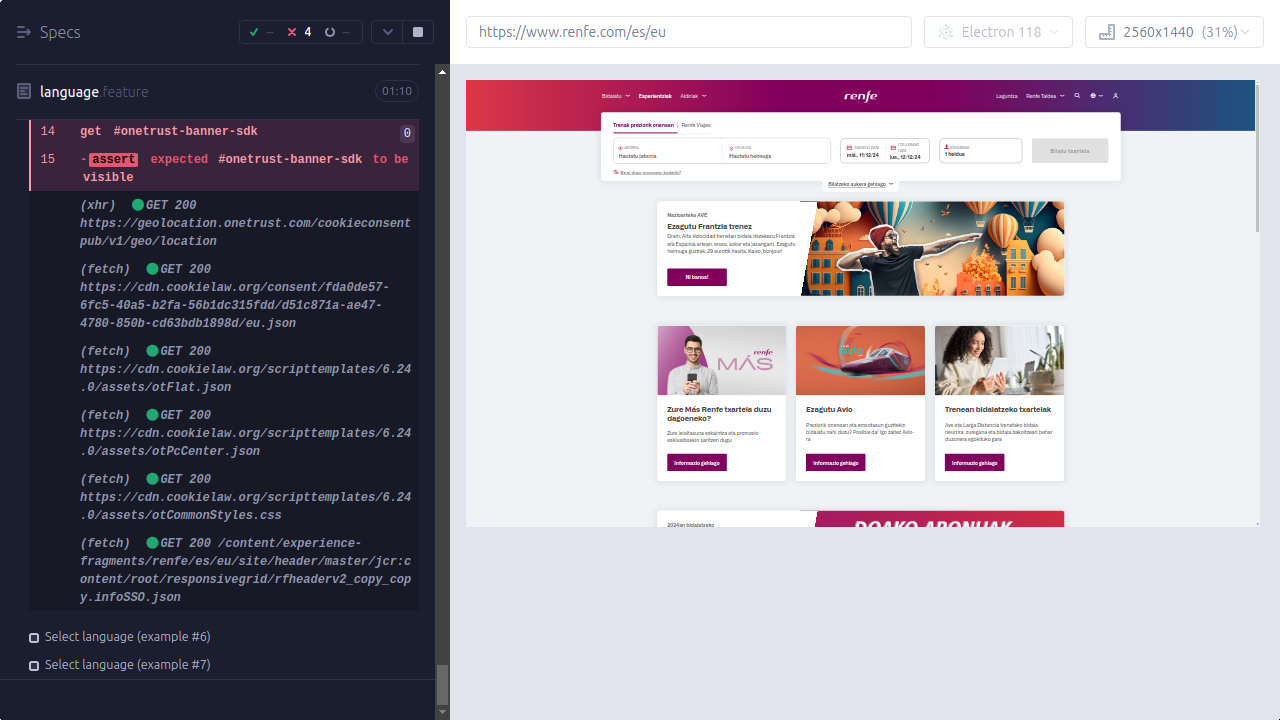 Specs
--
4
--
language.feature
01:10
14 get #onetrust-banner-sdk 0
15 -assert expected #onetrust-banner-sdk to be
visible
(xhr) GET 200
https://geolocation.onetrust.com/cookieconsent
pub/v1/geo/location
(fetch) GET 200
https://cdn.cookielaw.org/consent/fda0de57-
6fc5-40a5-b2fa-56b1dc315fdd/d51c871a-ae47-
4780-850b-cd63bdb1898d/eu.json
(fetch) GET 200
https://cdn.cookielaw.org/scripttemplates/6.24
.0/assets/otFlat.json
(fetch) GET 200
https://cdn.cookielaw.org/scripttemplates/6.24
.0/assets/otPcCenter.json
(fetch) GET 200
https://cdn.cookielaw.org/scripttemplates/6.24
.0/assets/otCommonStyles.css
(fetch) GET 200 /content/experience-
fragments/renfe/es/eu/site/header/master/jcr:c
ontent/root/responsivegrid/rfheaderv2_copy_cop
y.infoSSO.json
Select language (example #6)
Select language (example #7)
https://www.renfe.com/es/eu
Electron 118
2560x1440 (31%)
Bidaiatu Esperientziak Aldiriak
renfe
Laguntza Renfe Taldea
Trenak preziorik onenean | Renfe Viajes
Hautatu jatorria
Hautatu helmuga
mié., 11/12/24
jue., 12/12/24
1 heldua
Bilatu txartela
Bilatzeko aukera gehiago
Nazioarteko AVE
Ezagutu Frantzia trenez
Orain, Alta Velocidad trenetan bidaia dezakezu Frantzia
eta Espainia artean, eroso, azkar eta jasangarri. Ezagutu
helmuga guztiak, 29 eurotik hasita. Kaixo, bonjour!
Ni banoa!
renfe
MÁS
Zure Más Renfe txartela duzu
dagoeneko?
Zure leialtasuna eskaintza eta promozio
esklusiboekin saritzen dugu
Informazio gehiago
Ezagutu Avlo
Preziorik onenean eta erosotasun guztiekin
bidaiatu nahi duzu? Posible da! Igo zaitez Avlo-
ra
Informazio gehiago
Trenean bidaiatzeko txartelak
Ave eta Larga Distancia trenetako bidaia
neurrira: zuregana eta bidaia bakoitzean behar
duzunera egokituko gara
Informazio gehiago
2024an bidaiatzeko
DOAKO ABONUAK